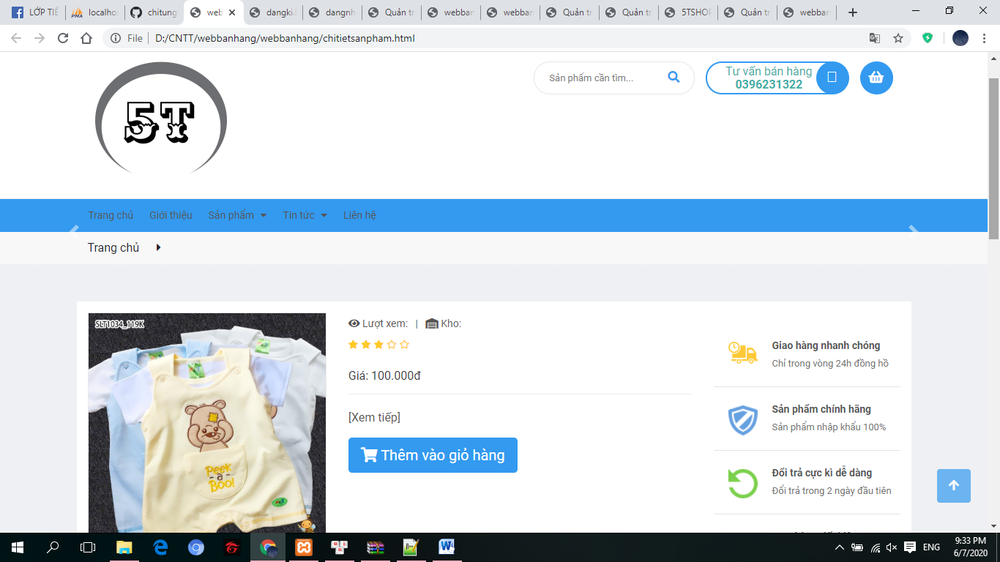 LỚP TIÊ
localhos
chitung
web
dangkí.
dangnh
Quản tr
webban
webban
Quản tr
Quản tr
5TSHOP
Quản tr
webban
File
D:/CNTT/webbanhang/webbanhang/chitietsanpham.html
5T
Sản phẩm cần tìm...
Tư vấn bán hàng
0396231322
Trang chủ
Giới thiệu
Sản phẩm
Tin tức
Liên hệ
Trang chủ
SLT1034_119K
Peek
-a-
Boo!
Lượt xem: | Kho:
Giá: 100.000đ
[Xem tiếp]
Thêm vào giỏ hàng
Giao hàng nhanh chóng
Chỉ trong vòng 24h đồng hồ
Sản phẩm chính hãng
Sản phẩm nhập khẩu 100%
Đổi trả cực kì dễ dàng
Đổi trả trong 2 ngày đầu tiên
ENG
9:33 PM
6/7/2020